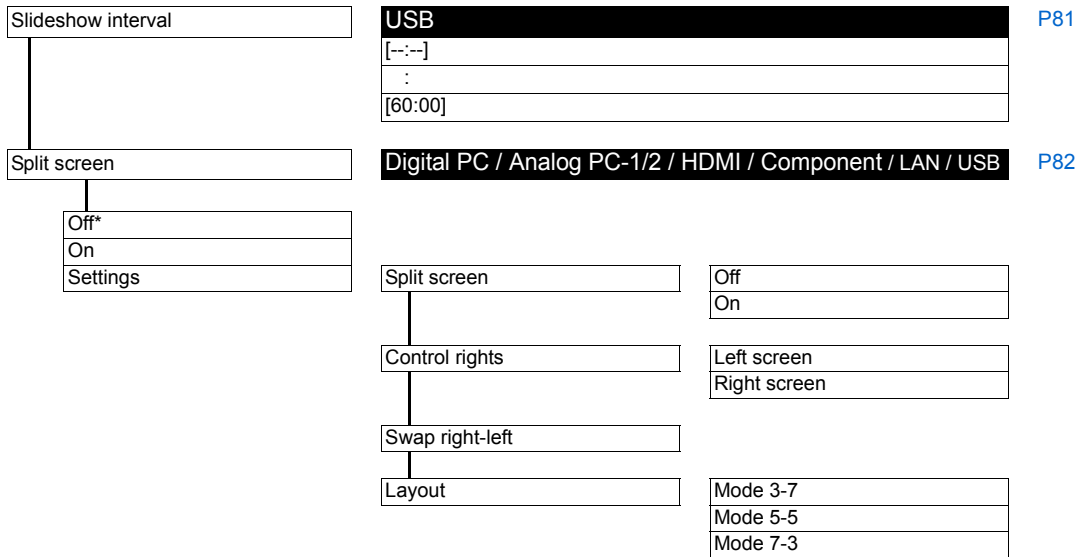 Slideshow interval
USB
P81
[--:--]
:
[60:00]
Split screen
Digital PC / Analog PC-1/2 / HDMI / Component / LAN / USB
P82
Off*
On
Settings
Split screen
Off
On
Control rights
Left screen
Right screen
Swap right-left
Layout
Mode 3-7
Mode 5-5
Mode 7-3